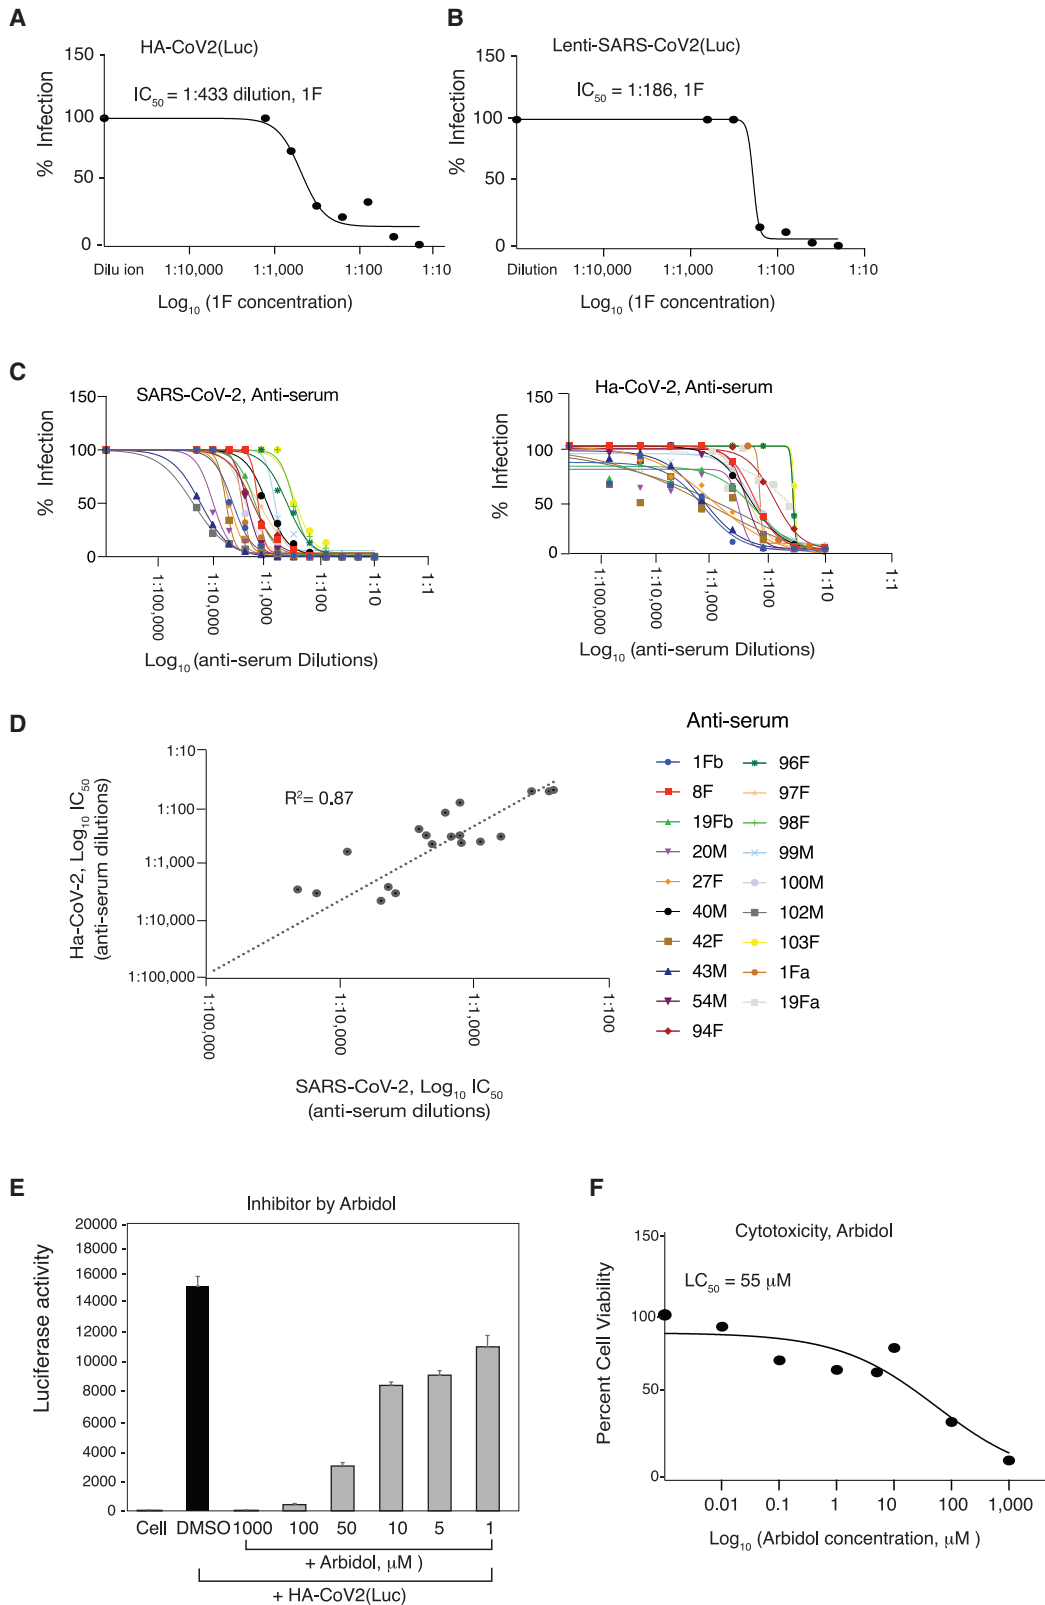 A
HA-CoV2(Luc)
IC50 = 1:433 dilution, 1F
% Infection
150
100
50
0
Dilu ion
1:10,000
1:1,000
1:100
1:10
Log10 (1F concentration)
B
Lenti-SARS-CoV2(Luc)
IC50 = 1:186, 1F
% Infection
150
100
50
0
Dilution
1:10,000
1:1,000
1:100
1:10
Log10 (1F concentration)
C
SARS-CoV-2, Anti-serum
% Infection
150
100
50
0
1:100,000
1:10,000
1:1,000
1:100
1:10
1:1
Log10 (anti-serum Dilutions)
Ha-CoV-2, Anti-serum
% Infection
150
100
50
0
1:100,000
1:10,000
1:1,000
1:100
1:10
1:1
Log10 (anti-serum Dilutions)
D
Ha-CoV-2, Log10 IC50
(anti-serum dilutions)
1:10
1:100
1:1,000
1:10,000
1:100,000
R²= 0.87
1:100,000
1:10,000
1:1,000
1:100
SARS-CoV-2, Log10 IC50
(anti-serum dilutions)
Anti-serum
1Fb
8F
19Fb
20M
27F
40M
42F
43M
54M
94F
96F
97F
98F
99M
100M
102M
103F
1Fa
19Fa
E
Inhibitor by Arbidol
Luciferase activity
20000
18000
16000
14000
12000
10000
8000
6000
4000
2000
0
Cell DMSO 1000 100 50 10 5 1
+ Arbidol, μM )
+ HA-CoV2(Luc)
F
Cytotoxicity, Arbidol
LC50 = 55 μM
Percent Cell Viability
150
100
50
0
0.01
0.1
1
10
100
1,000
Log10 (Arbidol concentration, μM )